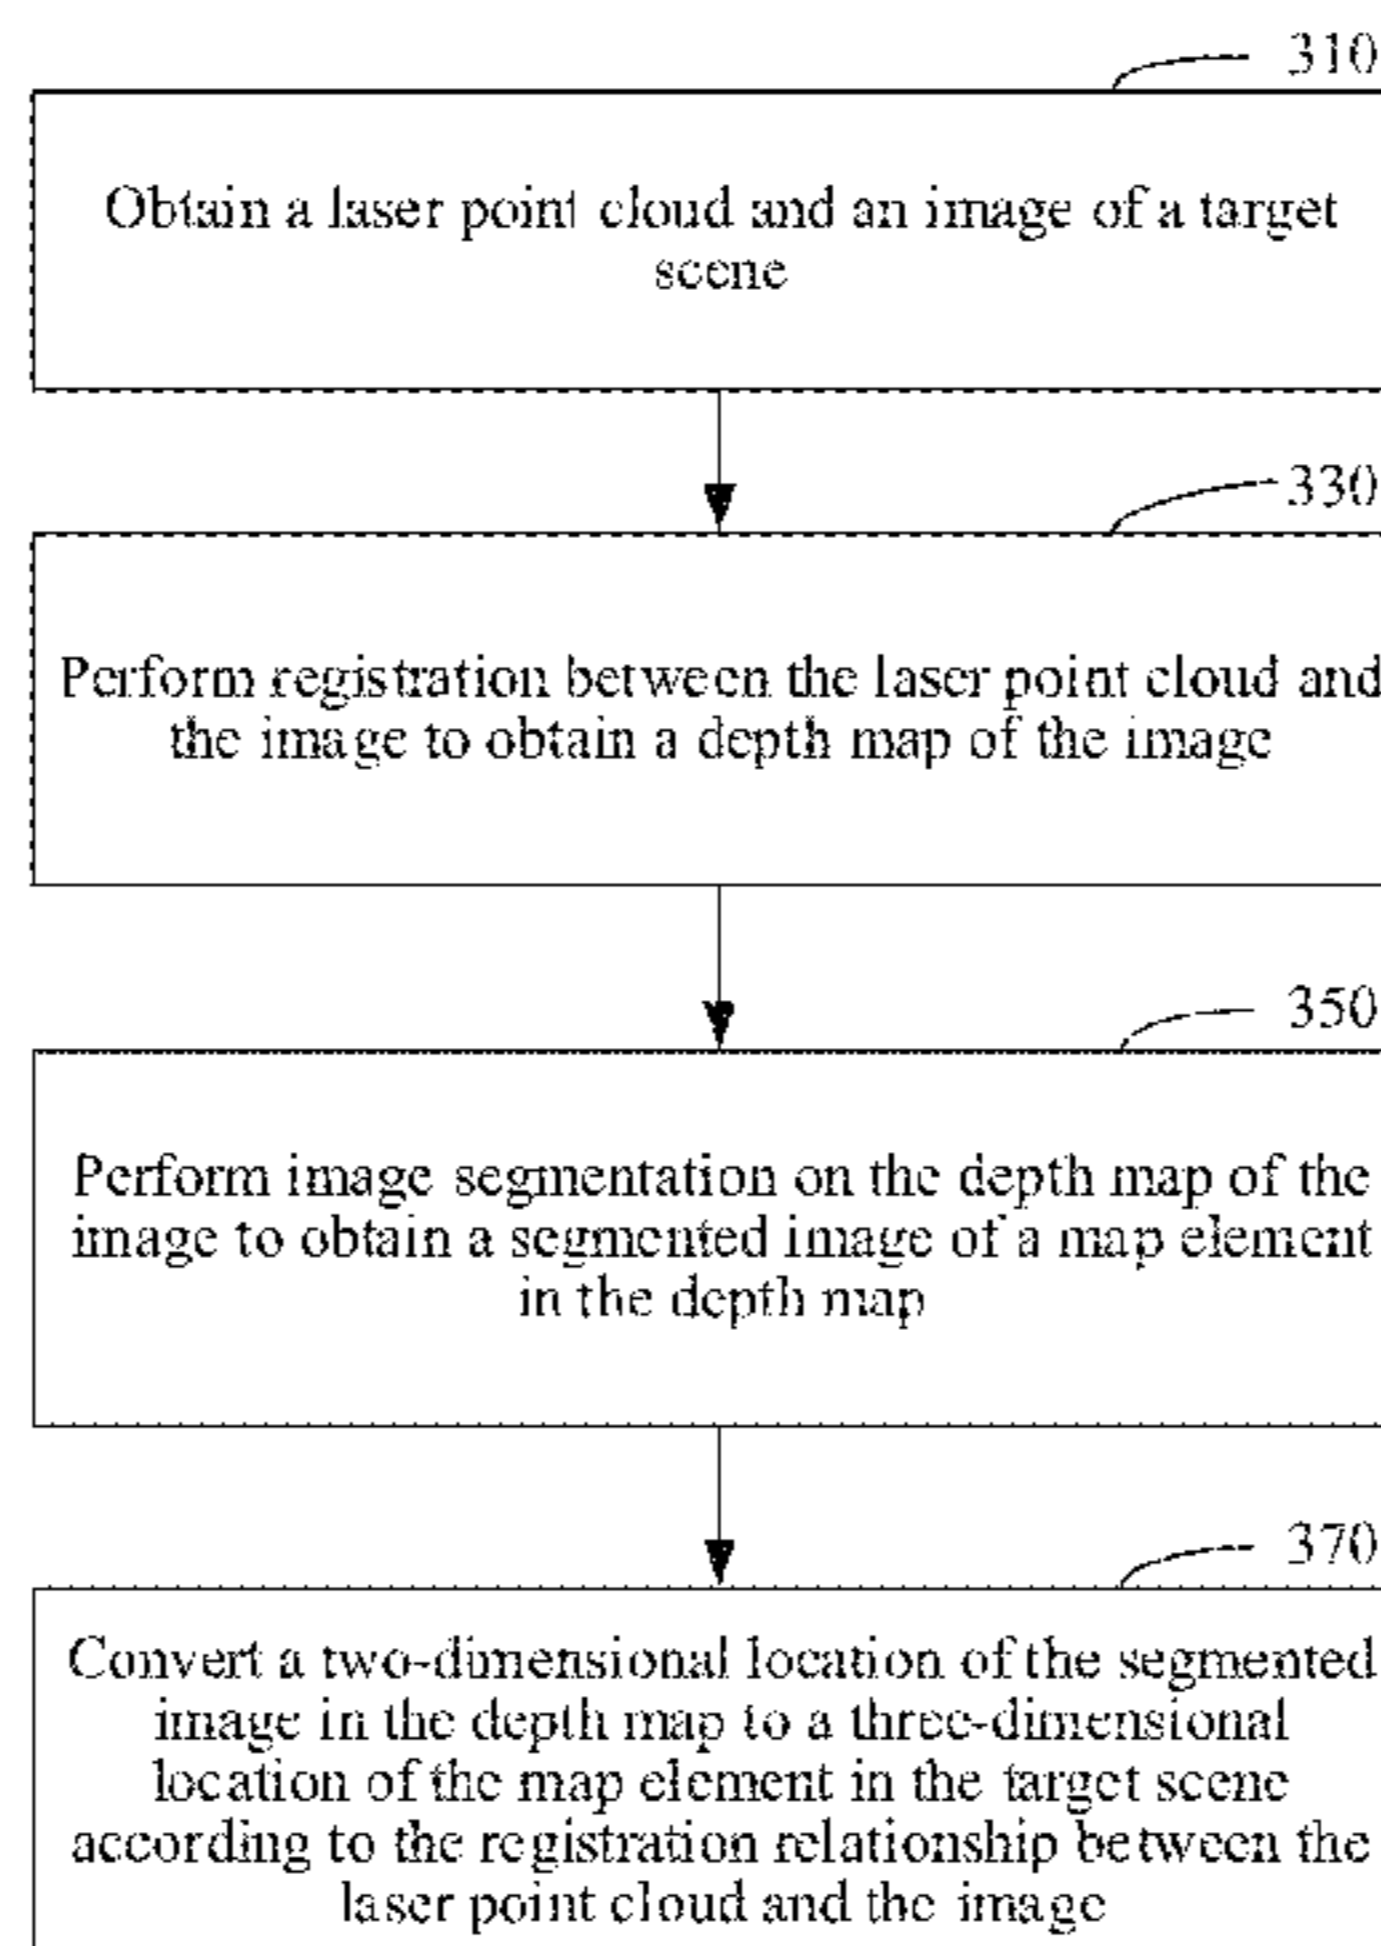 310
Obtain a laser point cloud and an image of a target
scene
330
Perform registration between the laser point cloud and
the image to obtain a depth map of the image
350
Perform image segmentation on the depth map of the
image to obtain a segmented image of a map element
in the depth map
370
Convert a two-dimensional location of the segmented
image in the depth map to a three-dimensional
location of the map element in the target scene
according to the registration relationship between the
laser point cloud and the image